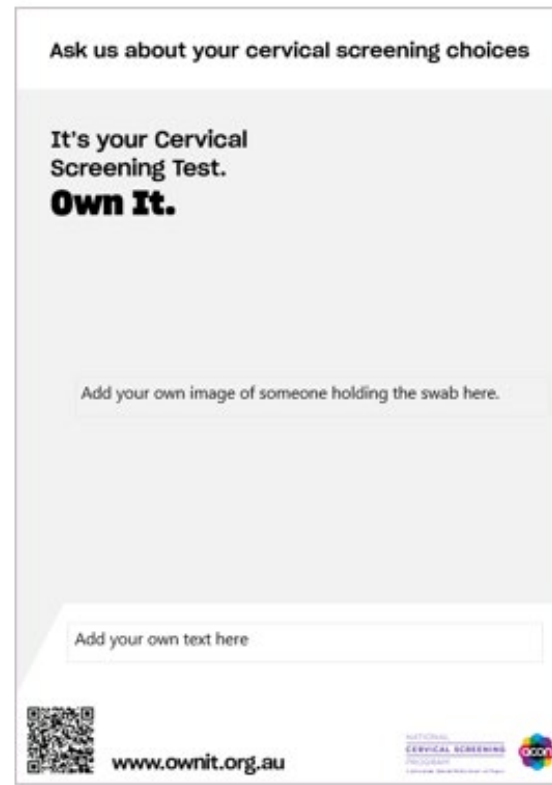 Ask us about your cervical screening choices
It's your Cervical
Screening Test.
Own It.
Add your own image of someone holding the swab here.
Add your own text here
www.ownit.org.au
NATIONAL
CERVICAL SCREENING
PROGRAM
acon